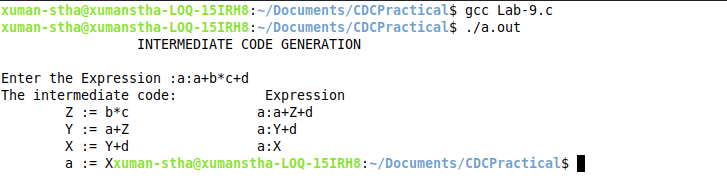 xuman-stha@xumanstha-LOQ-15IRH8:~/Documents/CDCPractical$ gcc Lab-9.c
xuman-stha@xumanstha-LOQ-15IRH8:~/Documents/CDCPractical$ ./a.out
INTERMEDIATE CODE GENERATION
Enter the Expression :a:a+b*c+d
The intermediate code: Expression
Z := b*c a:a+Z+d
Y := a+Z a:Y+d
X := Y+d a:X
a := Xxuman-stha@xumanstha-LOQ-15IRH8:~/Documents/CDCPractical$